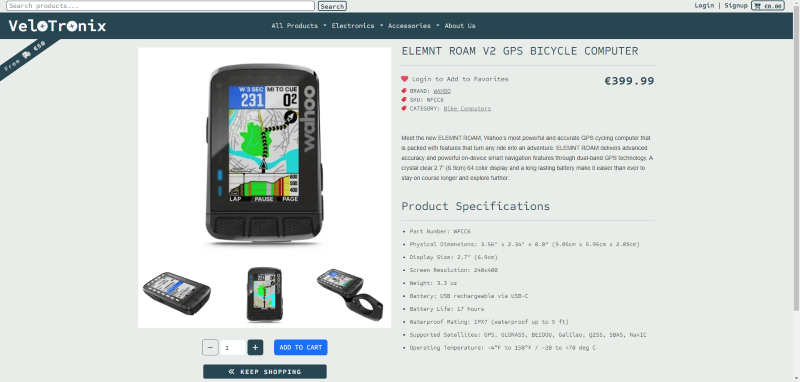 Search products...
Search
Login | Signup
€0.00
VeloTronix
All Products
Electronics
Accessories
About Us
Free
€50
ELEMNT ROAM V2 GPS BICYCLE COMPUTER
Login to Add to Favorites
€399.99
BRAND: WAHOO
SKU: WFCC6
CATEGORY: Bike Computers
Meet the new ELEMNT ROAM, Wahoo's most powerful and accurate GPS cycling computer that
is packed with features that turn any ride into an adventure. ELEMNT ROAM delivers advanced
accuracy and powerful on-device smart navigation features through dual-band GPS technology. A
crystal clear 2.7" (6.9cm) 64 color display and a long lasting battery make it easier than ever to
stay on course longer and explore further.
Product Specifications
Part Number: WFCC6
Physical Dimensions: 3.56" x 2.34" x 0.8" (9.05cm x 5.95cm x 2.05cm)
Display Size: 2.7" (6.9cm)
Screen Resolution: 240x400
Weight: 3.3 oz
Battery: USB rechargeable via USB-C
Battery Life: 17 hours
Waterproof Rating: IPX7 (waterproof up to 5 ft)
Supported Satellites: GPS, GLONASS, BEIDOU, Galileo, QZSS, SBAS, NavIC
Operating Temperature: -4°F to 158°F / -20 to +70 deg C
W 3 SEC
MI TO CUE
231
02
wahoo
600
500
400
LAP
PAUSE
PAGE
1
ADD TO CART
KEEP SHOPPING